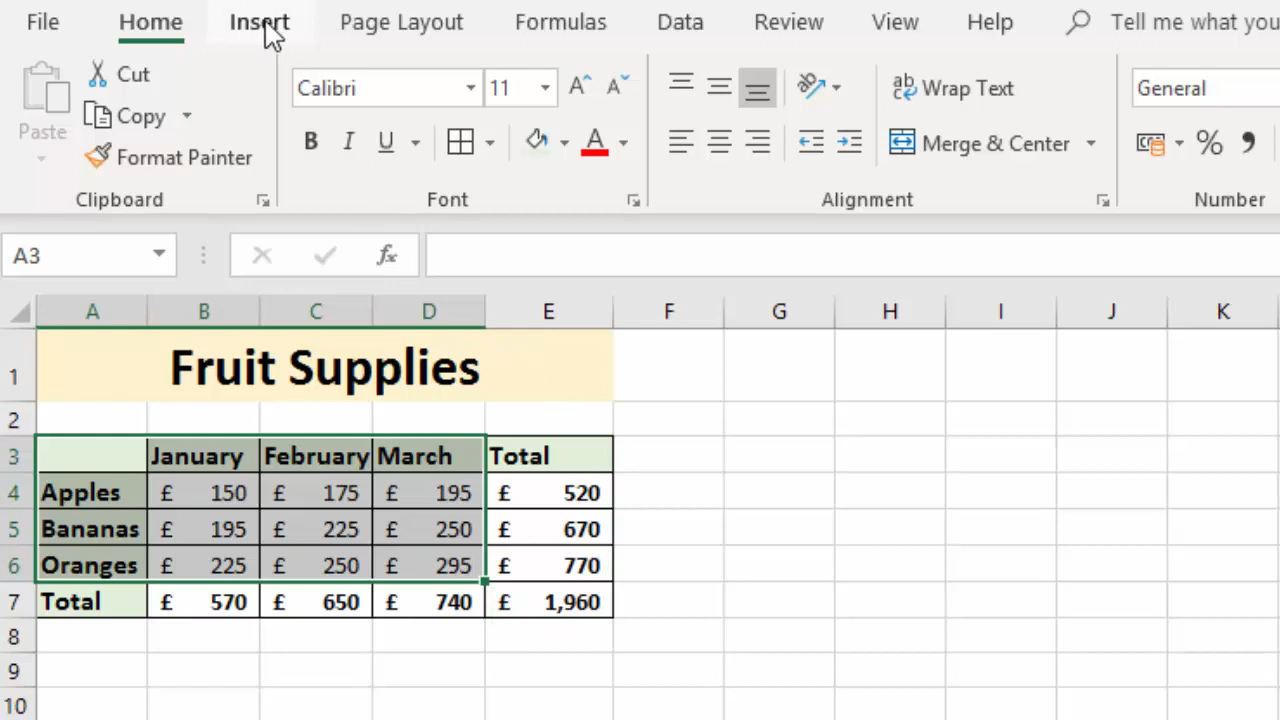 File Home Insert Page Layout Formulas Data Review View Help Tell me what you
Cut
Copy
Format Painter
Paste
Clipboard
Calibri 11 A A
B I U A
Font
ab c Wrap Text
Merge & Center
Alignment
General
% ,
Number
A3 fx
A B C D E F G H I J K
1 Fruit Supplies
2
3 January February March Total
4 Apples £ 150 £ 175 £ 195 £ 520
5 Bananas £ 195 £ 225 £ 250 £ 670
6 Oranges £ 225 £ 250 £ 295 £ 770
7 Total £ 570 £ 650 £ 740 £ 1,960
8
9
10